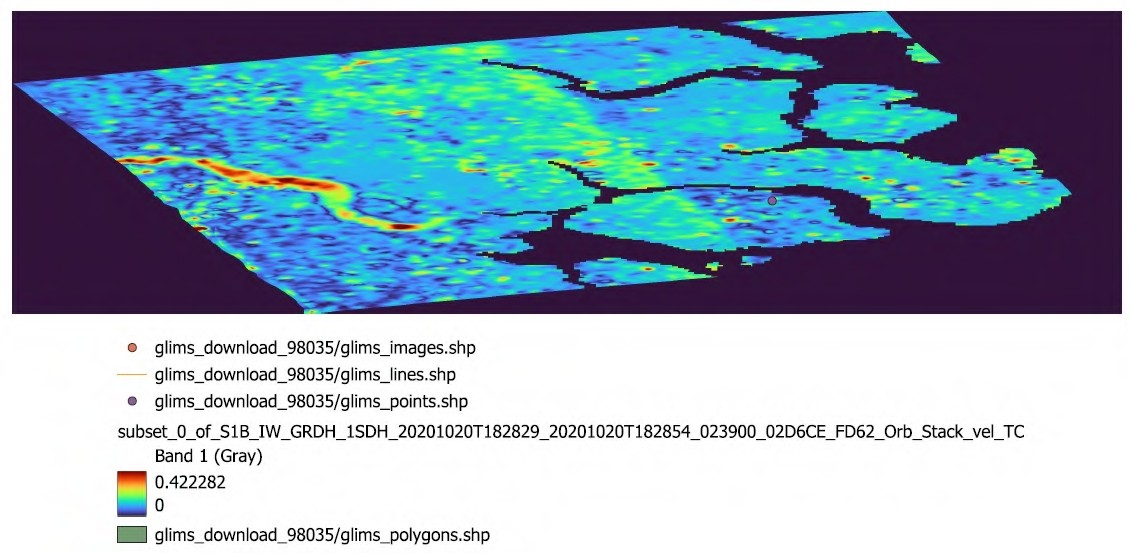 glims_download_98035/glims_images.shp
glims_download_98035/glims_lines.shp
glims_download_98035/glims_points.shp
subset_0_of_S1B_IW_GRDH_1SDH_20201020T182829_20201020T182854_023900_02D6CE_FD62_Orb_Stack_vel_TC
Band 1 (Gray)
0.422282
0
glims_download_98035/glims_polygons.shp